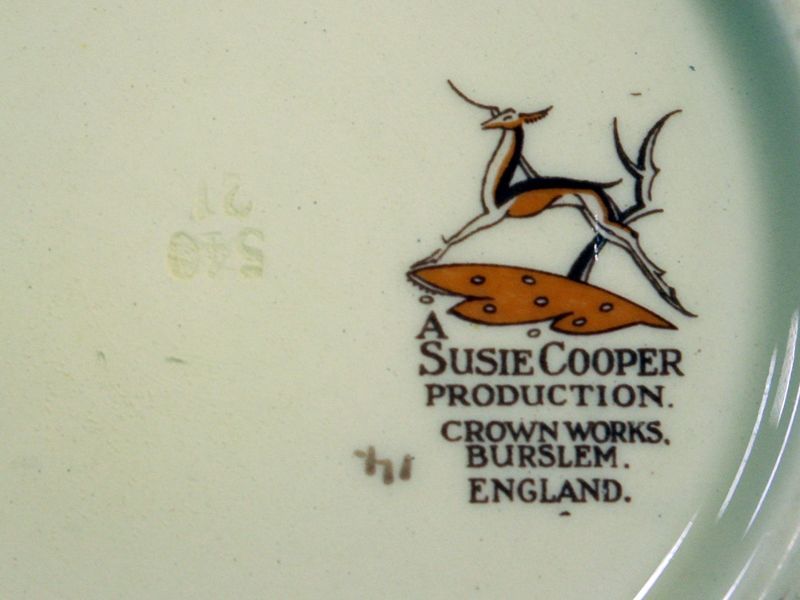 A
SUSIE COOPER
PRODUCTION.
CROWN WORKS.
BURSLEM.
ENGLAND.